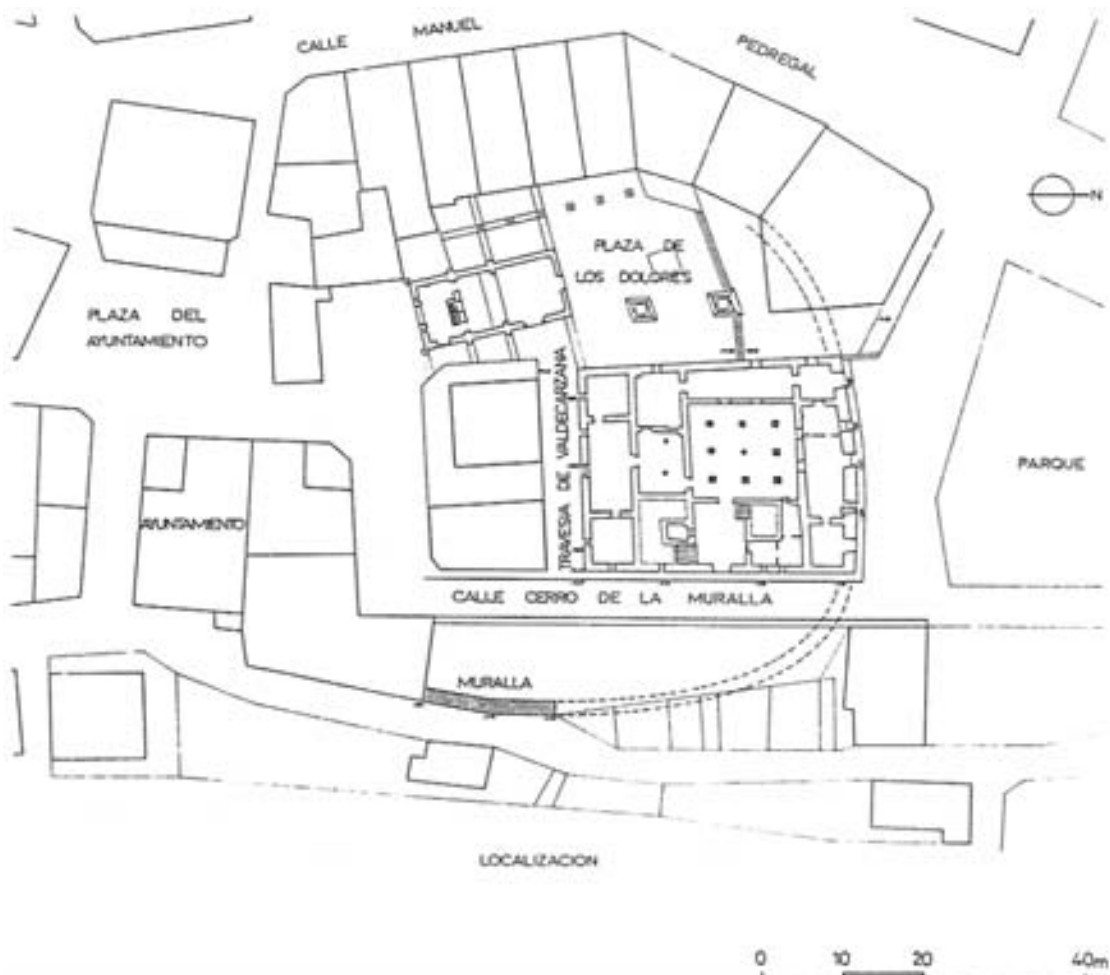 CALLE MANUEL PEDREGAL
N
PLAZA DE
LOS DOLORES
PLAZA DEL
AYUNTAMIENTO
TRAVESIA DE VALDECARZANA
PARQUE
AYUNTAMIENTO
CALLE CERRO DE LA MURALLA
MURALLA
LOCALIZACION
0 10 20 40m